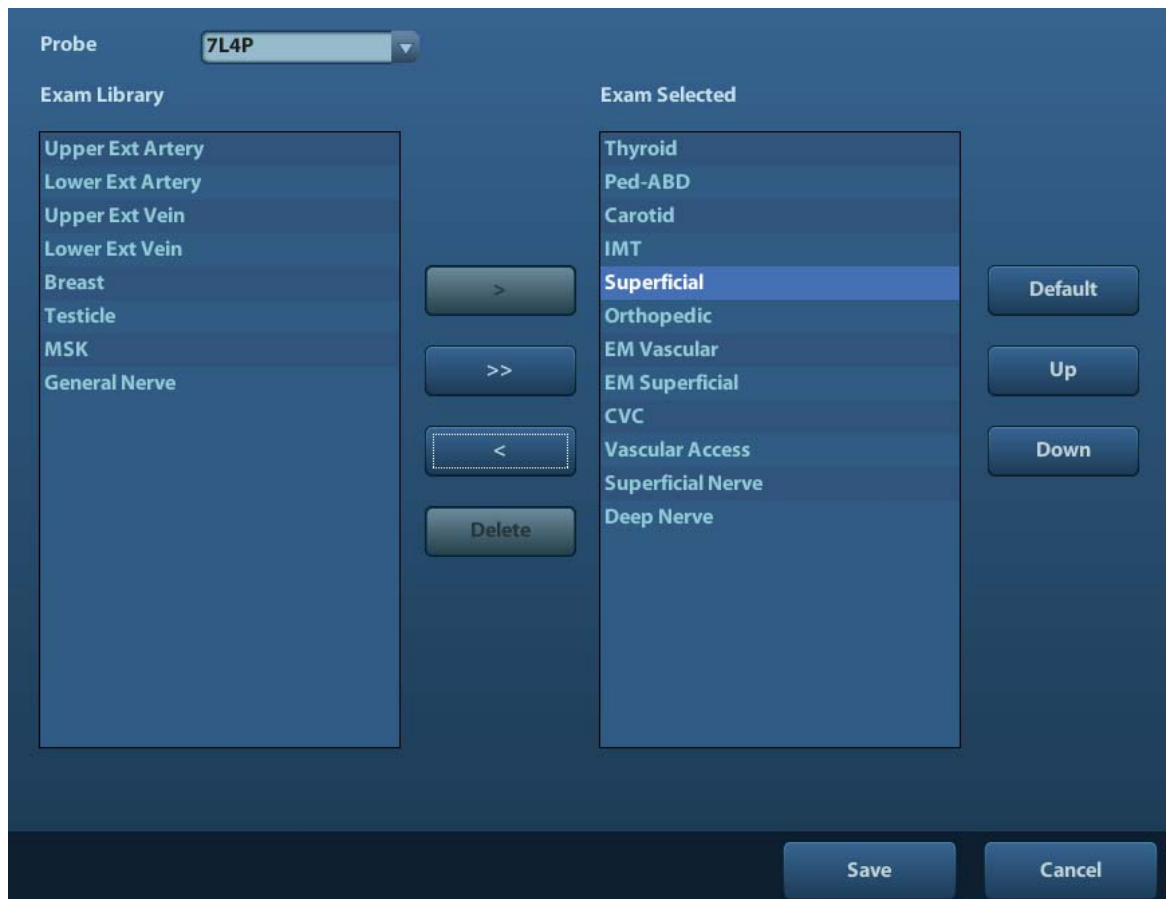 Probe 7L4P
Exam Library
Exam Selected
Upper Ext Artery
Lower Ext Artery
Upper Ext Vein
Lower Ext Vein
Breast
Testicle
MSK
General Nerve
>
>>
<
Delete
Thyroid
Ped-ABD
Carotid
IMT
Superficial
Orthopedic
EM Vascular
EM Superficial
CVC
Vascular Access
Superficial Nerve
Deep Nerve
Default
Up
Down
Save
Cancel